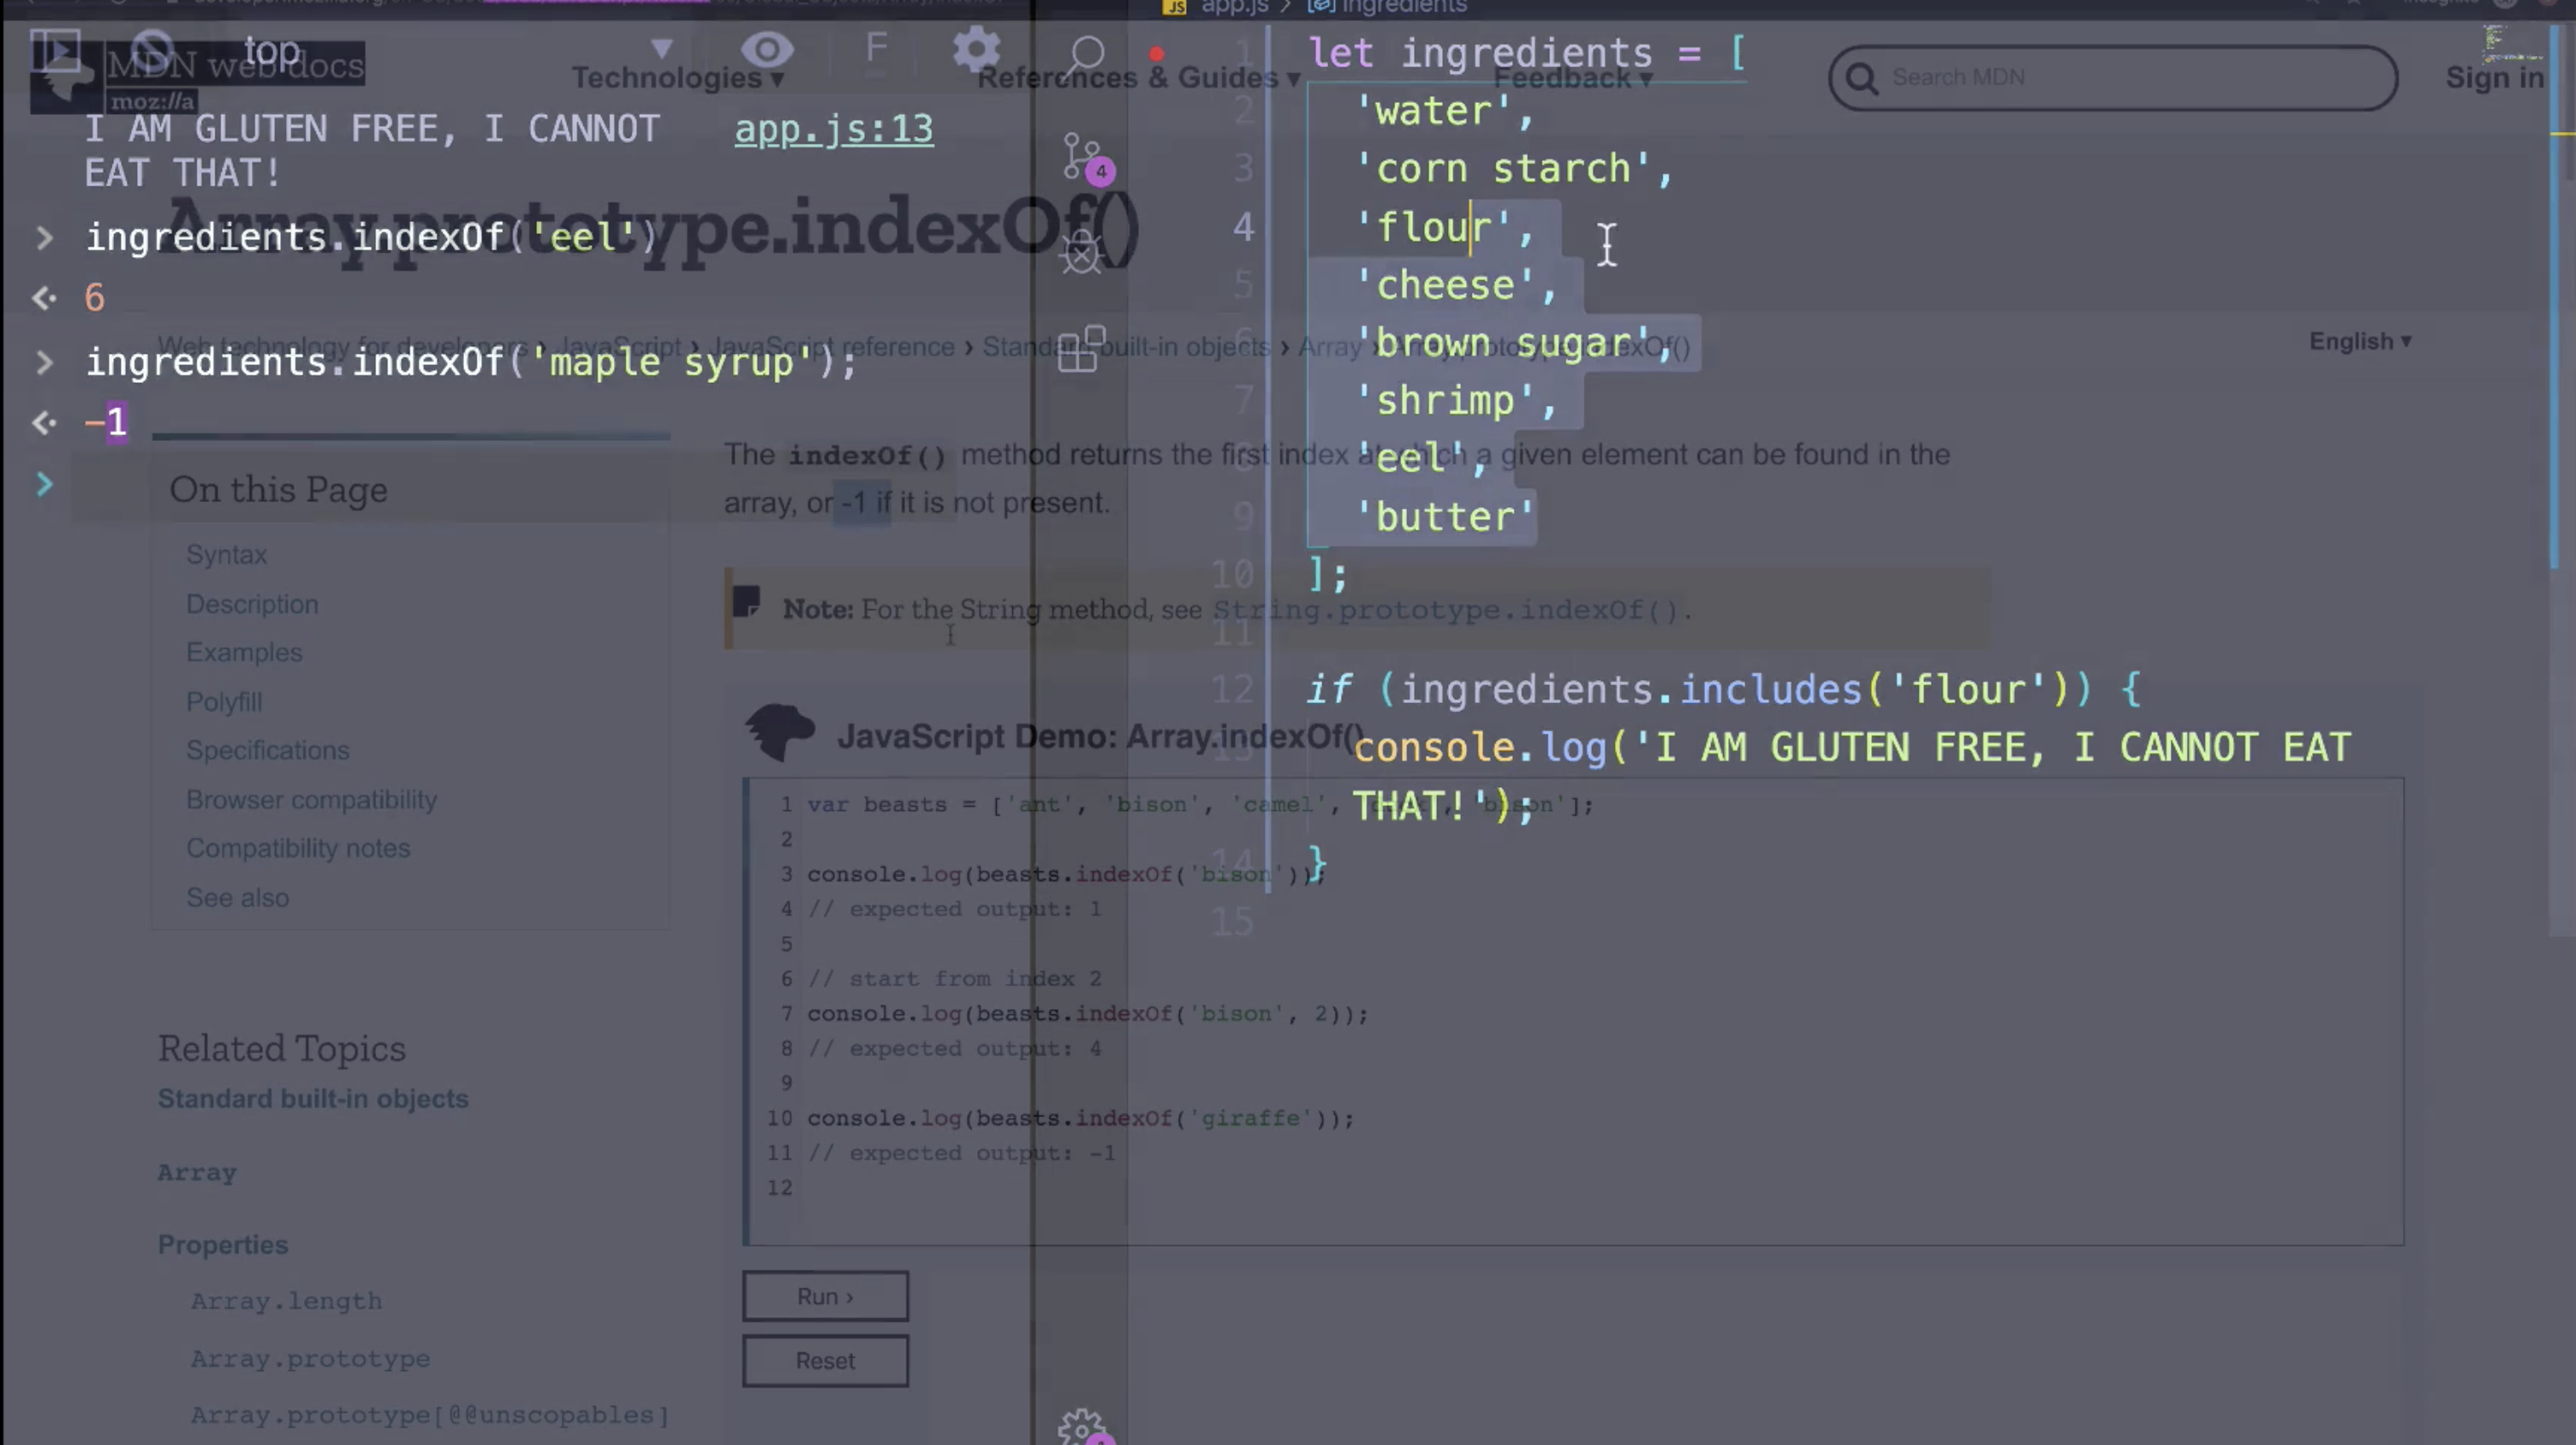 app.js > ingredients
top
MDN web docs
moz://a
Technologies ▾
References & Guides ▾
Feedback ▾
Search MDN
Sign in
I AM GLUTEN FREE, I CANNOT
EAT THAT!
app.js:13
Array.prototype.indexOf()
> ingredients.indexOf('eel')
6
Web technology for developers › JavaScript › JavaScript reference › Standard built-in objects › Array › Array.prototype.indexOf()
English ▾
> ingredients.indexOf('maple syrup');
-1
>
4
1 let ingredients = [
2 'water',
3 'corn starch',
4 'flour',
5 'cheese',
6 'brown sugar',
7 'shrimp',
8 'eel',
9 'butter'
10 ];
11
12 if (ingredients.includes('flour')) {
13 console.log('I AM GLUTEN FREE, I CANNOT EAT
THAT!');
14 }
15
The indexOf() method returns the first index at which a given element can be found in the
array, or -1 if it is not present.
Note: For the String method, see String.prototype.indexOf().
On this Page
Syntax
Description
Examples
Polyfill
Specifications
Browser compatibility
Compatibility notes
See also
Related Topics
Standard built-in objects
Array
Properties
Array.length
Array.prototype
Array.prototype[@@unscopables]
JavaScript Demo: Array.indexOf()
1 var beasts = ['ant', 'bison', 'camel', 'bison'];
2
3 console.log(beasts.indexOf('bison'));
4 // expected output: 1
5
6 // start from index 2
7 console.log(beasts.indexOf('bison', 2));
8 // expected output: 4
9
10 console.log(beasts.indexOf('giraffe'));
11 // expected output: -1
12
Run ›
Reset